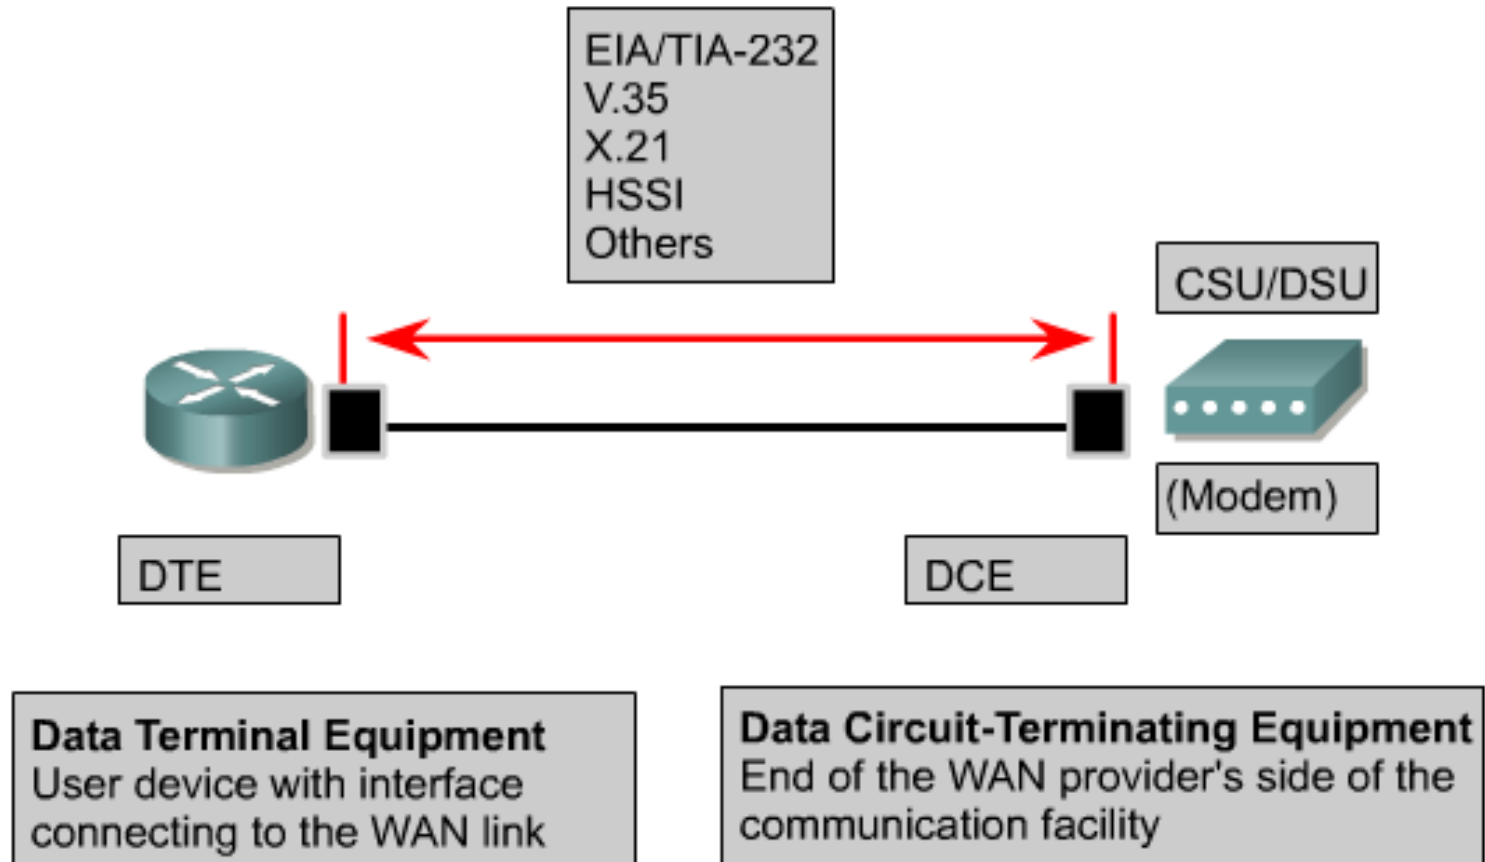 EIA/TIA-232
V.35
X.21
HSSI
Others
CSU/DSU
(Modem)
DTE
DCE
Data Terminal Equipment
User device with interface
connecting to the WAN link
Data Circuit-Terminating Equipment
End of the WAN provider's side of the
communication facility